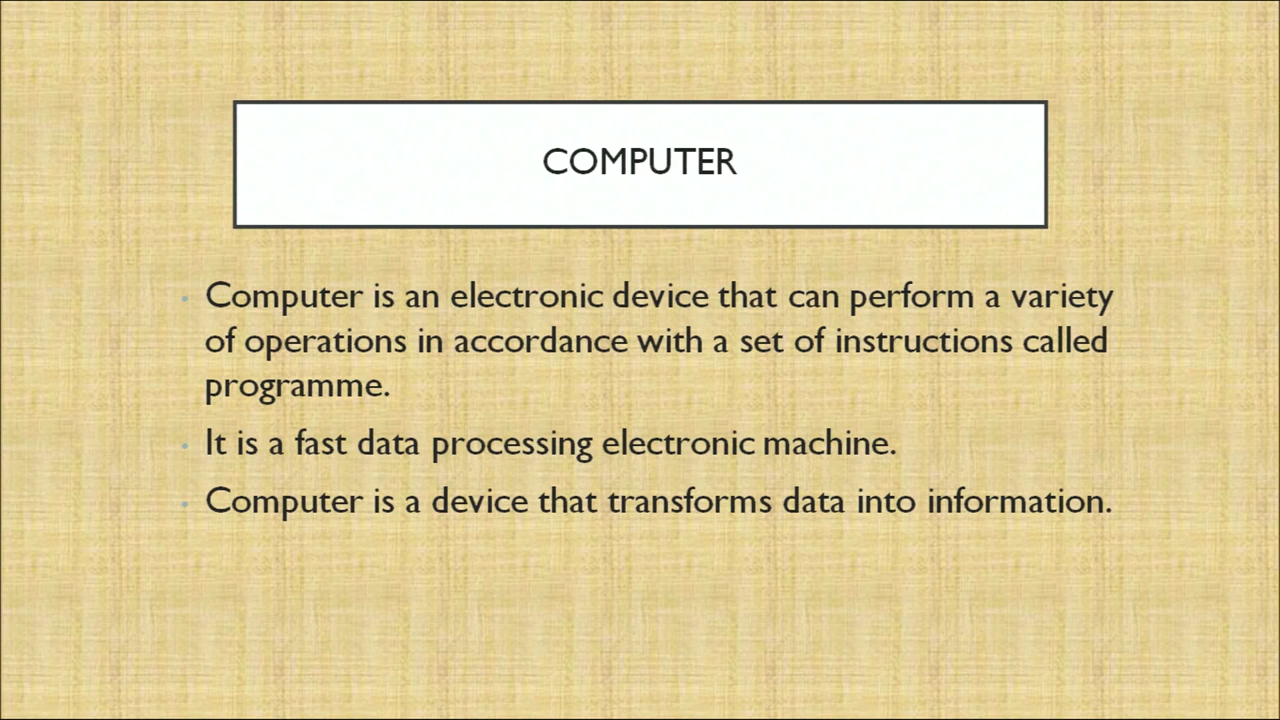 COMPUTER
Computer is an electronic device that can perform a variety
of operations in accordance with a set of instructions called
programme.
It is a fast data processing electronic machine.
Computer is a device that transforms data into information.